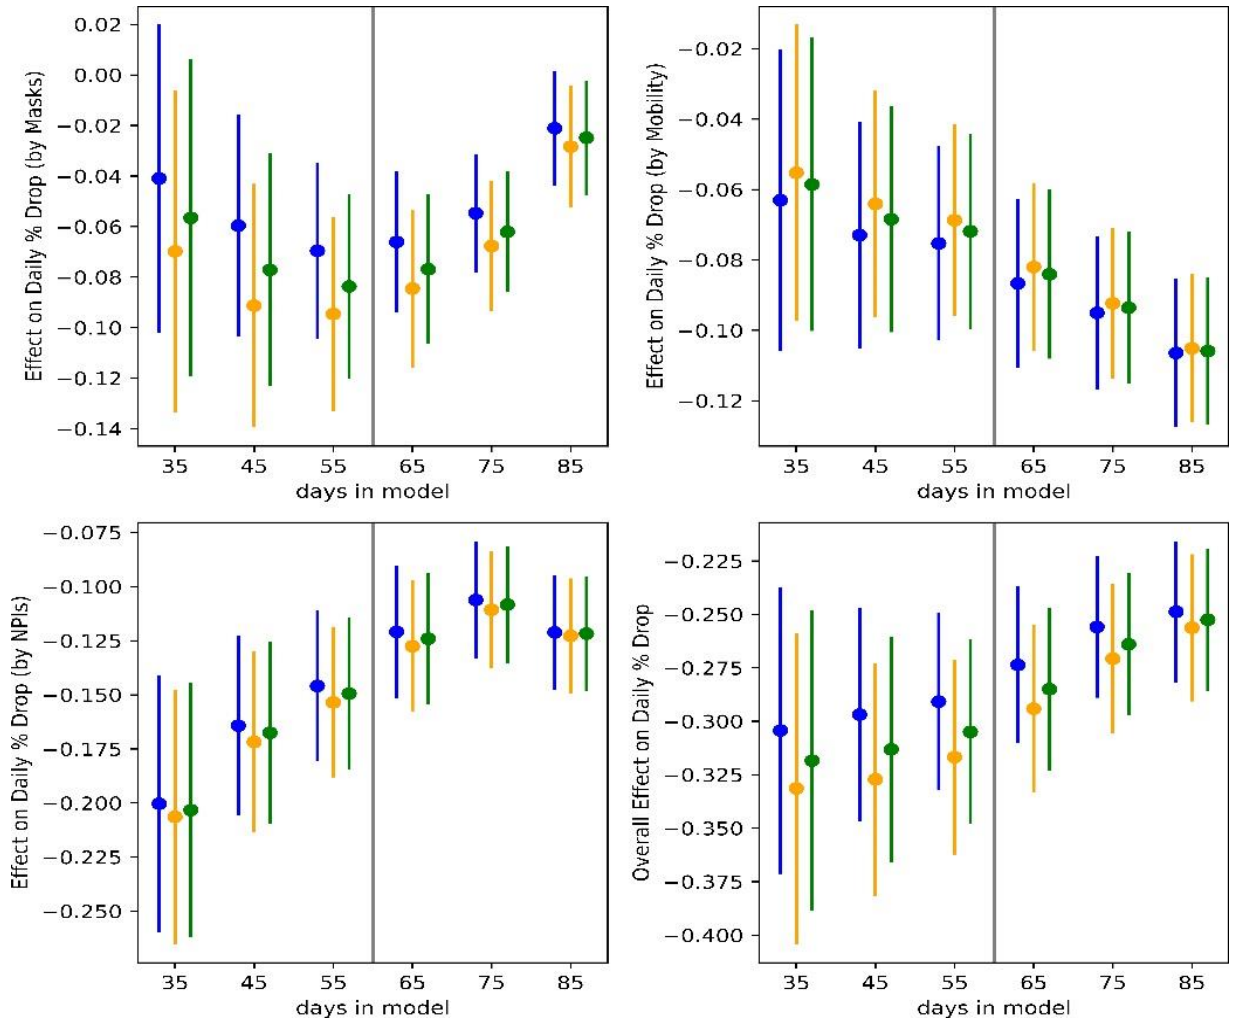 Effect on Daily % Drop (by Masks)
0.02
0.00
−0.02
−0.04
−0.06
−0.08
−0.10
−0.12
−0.14
35 45 55 65 75 85
days in model
Effect on Daily % Drop (by Mobility)
−0.02
−0.04
−0.06
−0.08
−0.10
−0.12
35 45 55 65 75 85
days in model
Effect on Daily % Drop (by NPIs)
−0.075
−0.100
−0.125
−0.150
−0.175
−0.200
−0.225
−0.250
35 45 55 65 75 85
days in model
Overall Effect on Daily % Drop
−0.225
−0.250
−0.275
−0.300
−0.325
−0.350
−0.375
−0.400
35 45 55 65 75 85
days in model